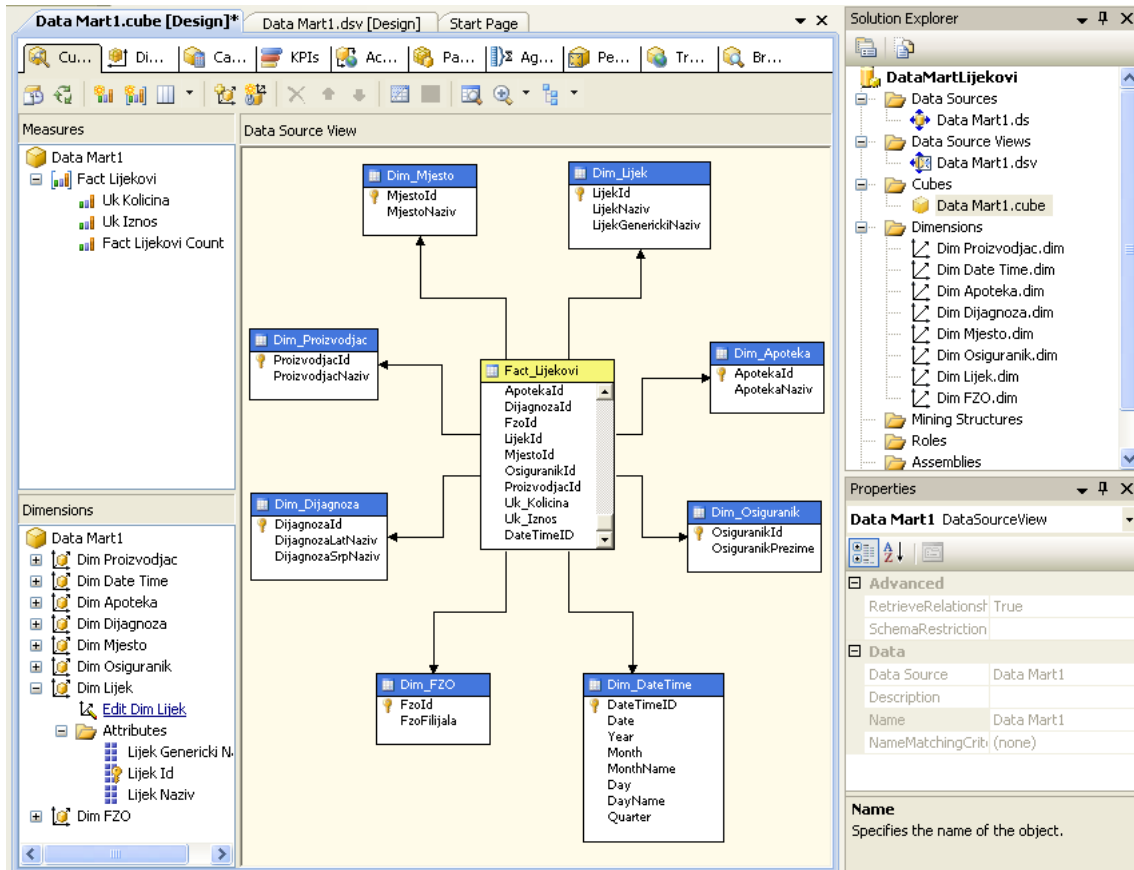 Data Mart1.cube [Design]*
Data Mart1.dsv [Design]
Start Page
Cu...
Di...
Ca...
KPIs
Ac...
Pa...
Ag...
Pe...
Tr...
Br...
Measures
Data Mart1
Fact Lijekovi
Uk Kolicina
Uk Iznos
Fact Lijekovi Count
Dimensions
Data Mart1
Dim Proizvodjac
Dim Date Time
Dim Apoteka
Dim Dijagnoza
Dim Mjesto
Dim Osiguranik
Dim Lijek
Edit Dim Lijek
Attributes
Lijek Genericki N
Lijek Id
Lijek Naziv
Dim FZO
Data Source View
Dim_Mjesto
MjestoId
MjestoNaziv
Dim_Lijek
LijekId
LijekNaziv
LijekGenerickiNaziv
Dim_Proizvodjac
ProizvodjacId
ProizvodjacNaziv
Fact_Lijekovi
ApotekaId
DijagnozaId
FzoId
LijekId
MjestoId
OsiguranikId
ProizvodjacId
Uk_Kolicina
Uk_Iznos
DateTimeID
Dim_Apoteka
ApotekaId
ApotekaNaziv
Dim_Dijagnoza
DijagnozaId
DijagnozaLatNaziv
DijagnozaSrpNaziv
Dim_Osiguranik
OsiguranikId
OsiguranikPrezime
Dim_FZO
FzoId
FzoFilijala
Dim_DateTime
DateTimeID
Date
Year
Month
MonthName
Day
DayName
Quarter
Solution Explorer
DataMartLijekovi
Data Sources
Data Mart1.ds
Data Source Views
Data Mart1.dsv
Cubes
Data Mart1.cube
Dimensions
Dim Proizvodjac.dim
Dim Date Time.dim
Dim Apoteka.dim
Dim Dijagnoza.dim
Dim Mjesto.dim
Dim Osiguranik.dim
Dim Lijek.dim
Dim FZO.dim
Mining Structures
Roles
Assemblies
Properties
Data Mart1 DataSourceView
Advanced
RetrieveRelationsh True
SchemaRestriction
Data
Data Source Data Mart1
Description
Name Data Mart1
NameMatchingCrit (none)
Name
Specifies the name of the object.